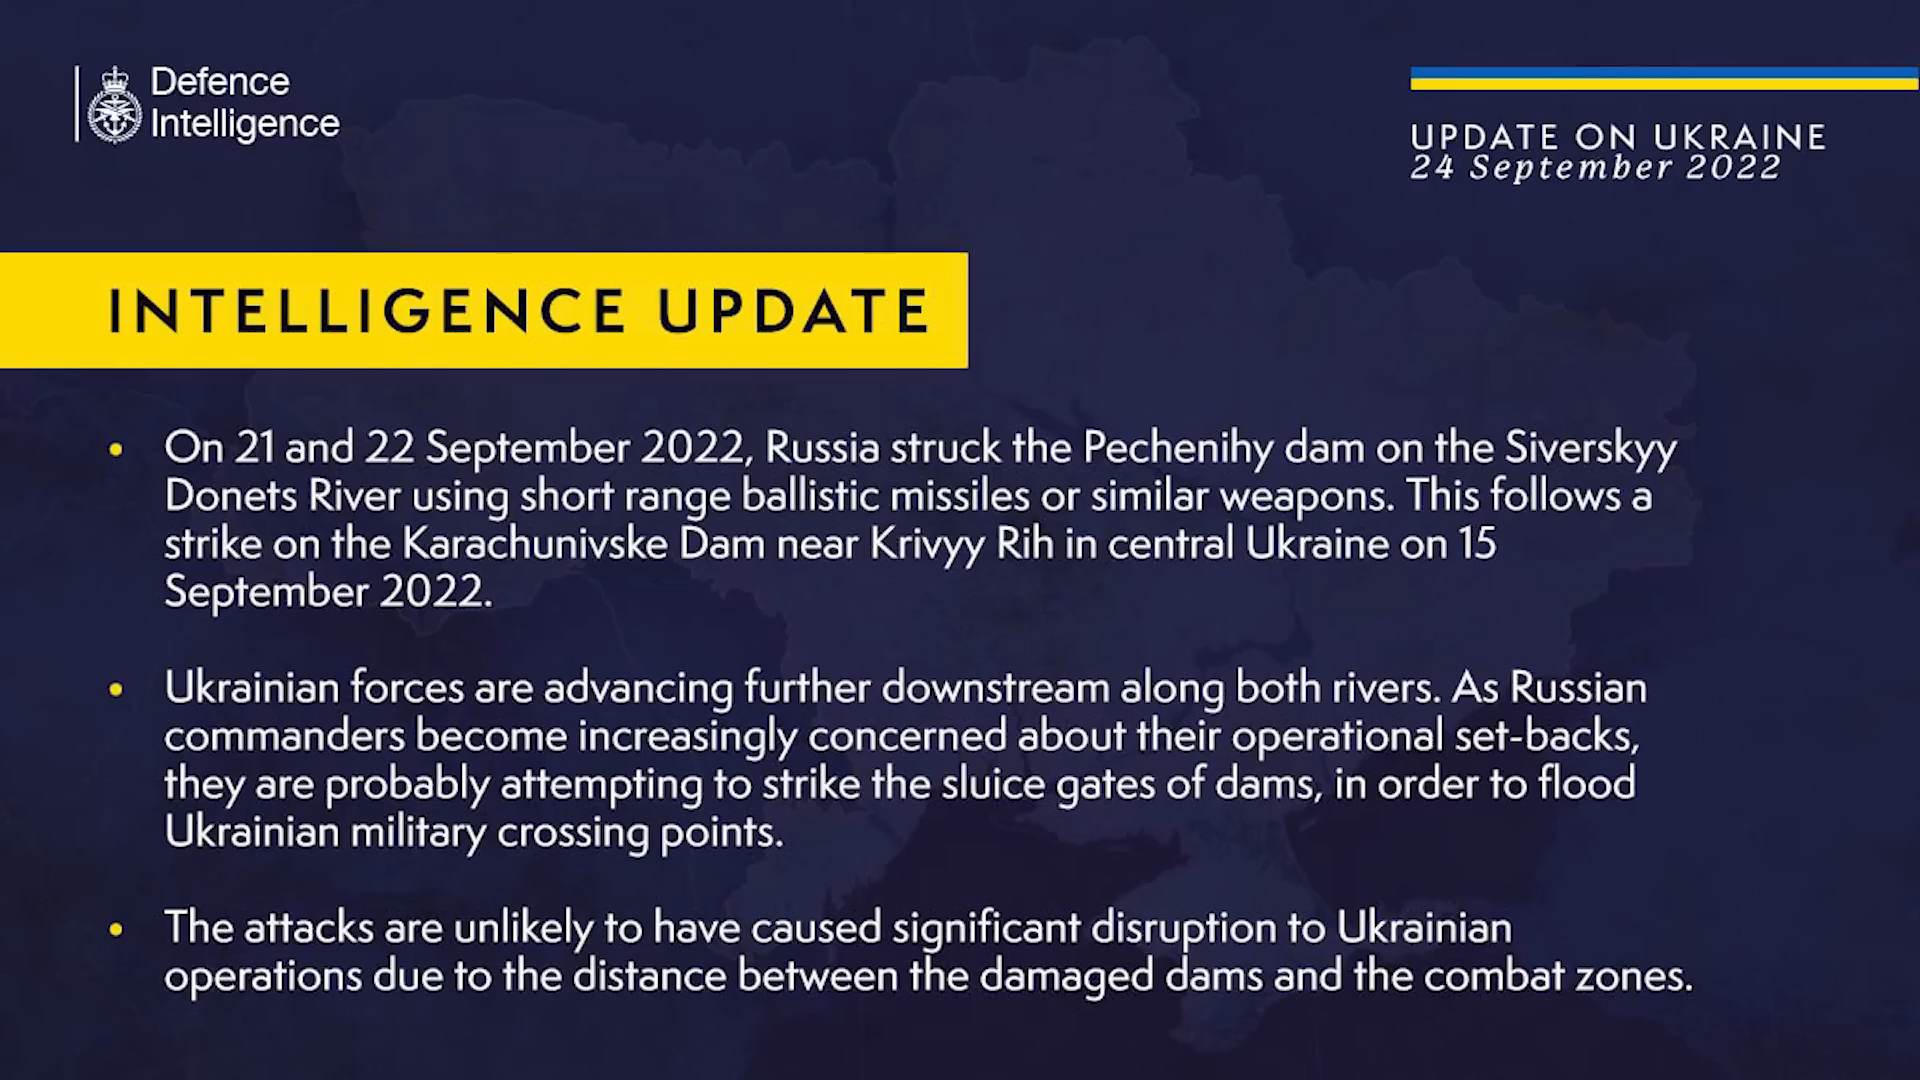 Defence
Intelligence
UPDATE ON UKRAINE
24 September 2022
INTELLIGENCE UPDATE
• On 21 and 22 September 2022, Russia struck the Pechenihy dam on the Siverskyy
Donets River using short range ballistic missiles or similar weapons. This follows a
strike on the Karachunivske Dam near Krivyy Rih in central Ukraine on 15
September 2022.
• Ukrainian forces are advancing further downstream along both rivers. As Russian
commanders become increasingly concerned about their operational set-backs,
they are probably attempting to strike the sluice gates of dams, in order to flood
Ukrainian military crossing points.
• The attacks are unlikely to have caused significant disruption to Ukrainian
operations due to the distance between the damaged dams and the combat zones.